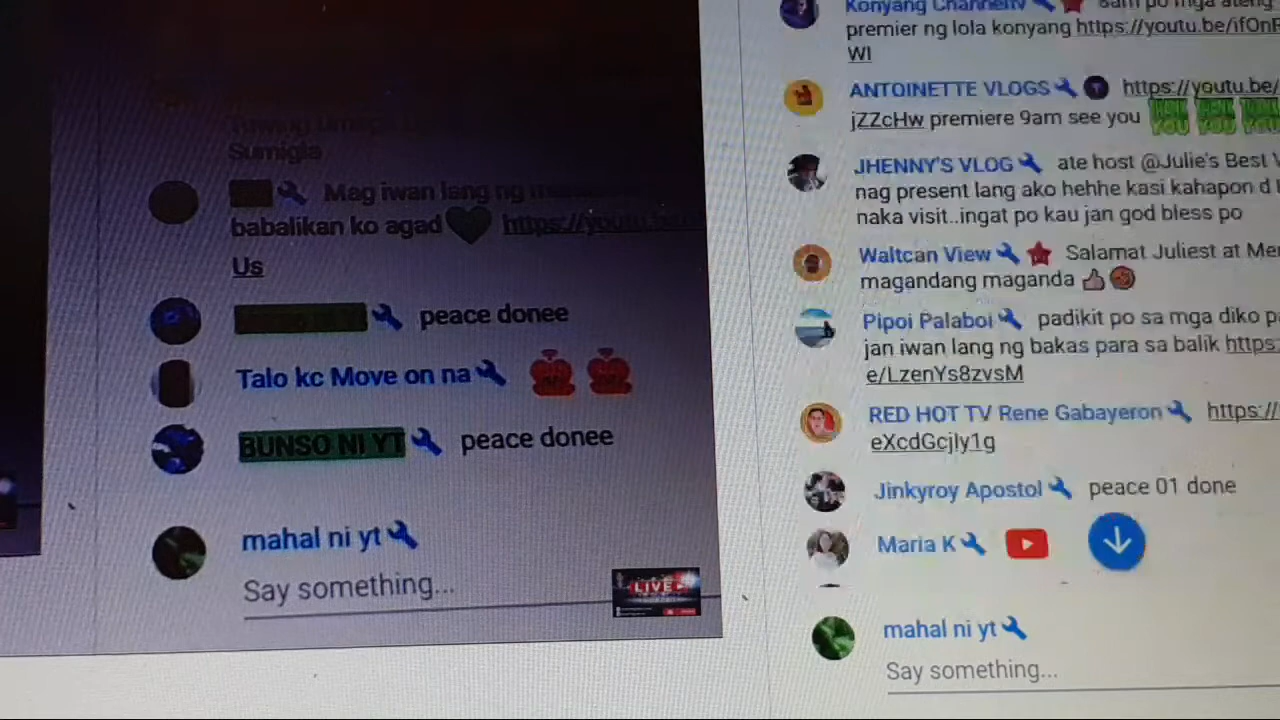 Sumigla
Mag iwan lang ng
babalikan ko agad
Us
peace donee
Talo kc Move on na
BUNSO NI YT peace donee
mahal ni yt
Say something...
LIVE
Konyang
premier ng lola konyang https://youtu.be/ifOnF
WI
ANTOINETTE VLOGS https://youtu.be/
jZZcHw premiere 9am see you YOU YOU YOU
JHENNY'S VLOG ate host @Julie's Best
nag present lang ako hehhe kasi kahapon d
naka visit..ingat po kau jan god bless po
Waltcan View Salamat Juliest at
magandang maganda
Pipoi Palaboi padikit po sa mga diko
jan iwan lang ng bakas para sa balik https:
e/LzenYs8zvsM
RED HOT TV Rene Gabayeron https://
eXcdGcjIy1g
Jinkyroy Apostol peace 01 done
Maria K
mahal ni yt
Say something...